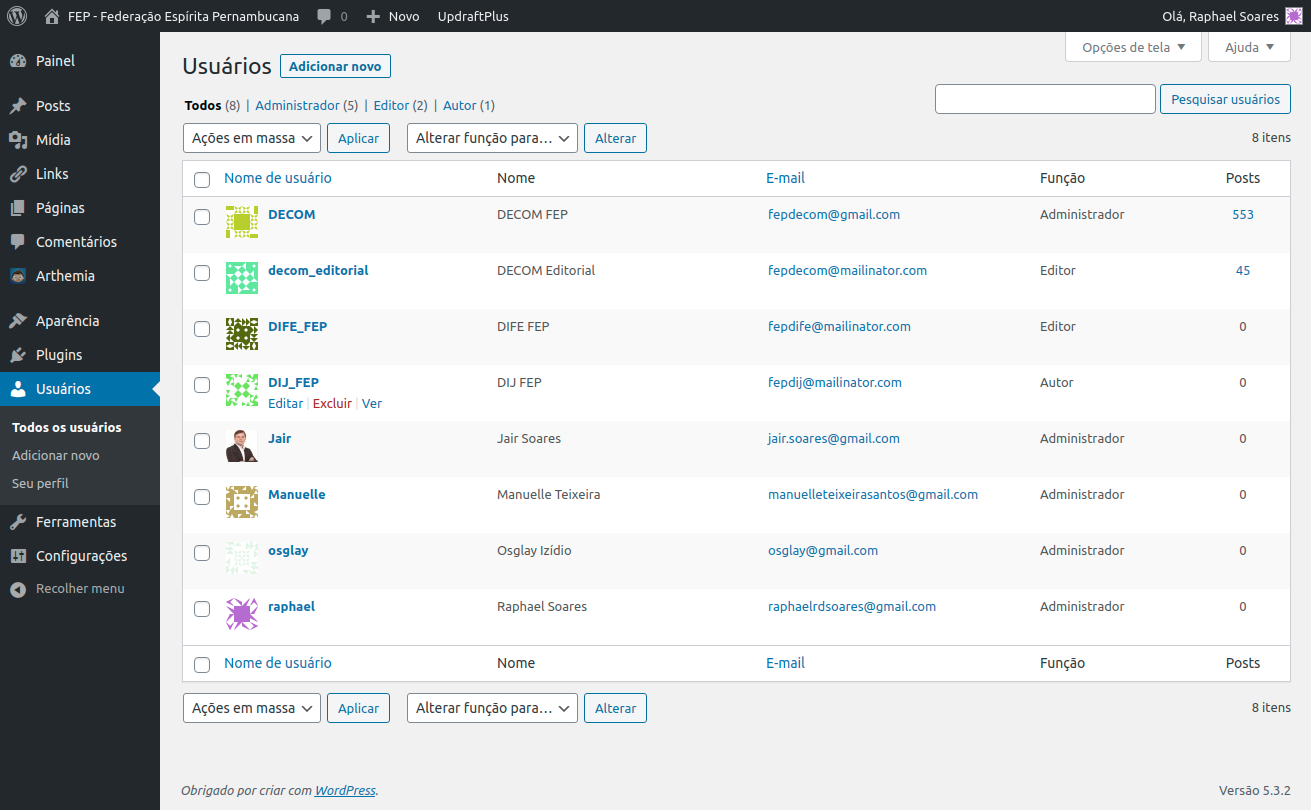 FEP - Federação Espírita Pernambucana 0 Novo UpdraftPlus Olá, Raphael Soares
Painel
Posts
Mídia
Links
Páginas
Comentários
Arthemia
Aparência
Plugins
Usuários
Todos os usuários
Adicionar novo
Seu perfil
Ferramentas
Configurações
Recolher menu
Opções de tela Ajuda
Usuários Adicionar novo
Todos (8) | Administrador (5) | Editor (2) | Autor (1)
Pesquisar usuários
Ações em massa Aplicar Alterar função para… Alterar 8 itens
Nome de usuário Nome E-mail Função Posts
DECOM DECOM FEP fepdecom@gmail.com Administrador 553
decom_editorial DECOM Editorial fepdecom@mailinator.com Editor 45
DIFE_FEP DIFE FEP fepdife@mailinator.com Editor 0
DIJ_FEP DIJ FEP fepdij@mailinator.com Autor 0
Editar | Excluir | Ver
Jair Jair Soares jair.soares@gmail.com Administrador 0
Manuelle Manuelle Teixeira manuelleteixeirasantos@gmail.com Administrador 0
osglay Osglay Izídio osglay@gmail.com Administrador 0
raphael Raphael Soares raphaelrdsoares@gmail.com Administrador 0
Nome de usuário Nome E-mail Função Posts
Ações em massa Aplicar Alterar função para… Alterar 8 itens
Obrigado por criar com WordPress. Versão 5.3.2